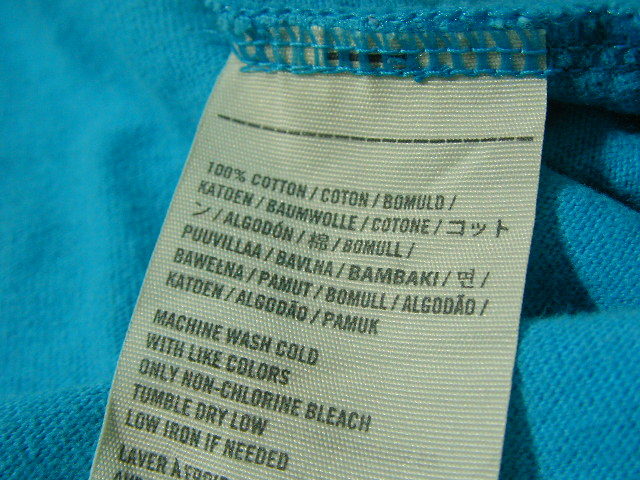 100% COTTON / COTON / BOMULD /
KATOEN / BAUMWOLLE / COTONE / コット
ン / ALGODÓN / 棉 / BOMULL /
PUUVILLAA / BAVLNA / BAMBAKI / 면 /
BAWEŁNA / PAMUT / BOMULL / ALGODÃO /
KATOEN / ALGODÃO / PAMUK
MACHINE WASH COLD
WITH LIKE COLORS
ONLY NON-CHLORINE BLEACH
TUMBLE DRY LOW
LOW IRON IF NEEDED
LAVER